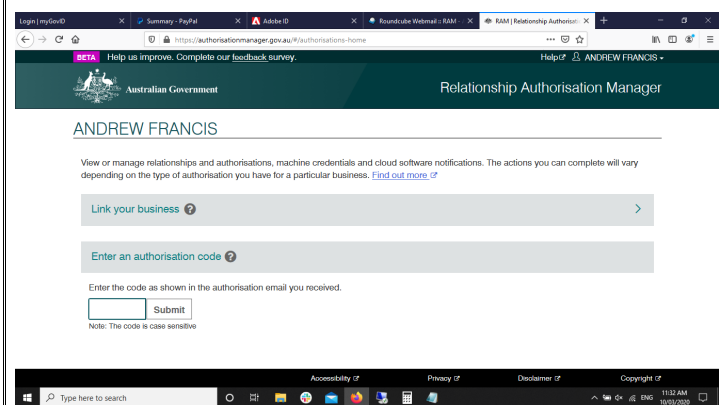 Login | myGovID
Summary - PayPal
Adobe ID
Roundcube Webmail :: RAM -
RAM | Relationship Authorisati
https://authorisationmanager.gov.au/#/authorisations-home
BETA Help us improve. Complete our feedback survey.
Help ANDREW FRANCIS
Australian Government
Relationship Authorisation Manager
ANDREW FRANCIS
View or manage relationships and authorisations, machine credentials and cloud software notifications. The actions you can complete will vary
depending on the type of authorisation you have for a particular business. Find out more
Link your business ?
Enter an authorisation code ?
Enter the code as shown in the authorisation email you received.
Submit
Note: The code is case sensitive
Accessibility Privacy Disclaimer Copyright
Type here to search
ENG
11:32 AM
10/03/2020